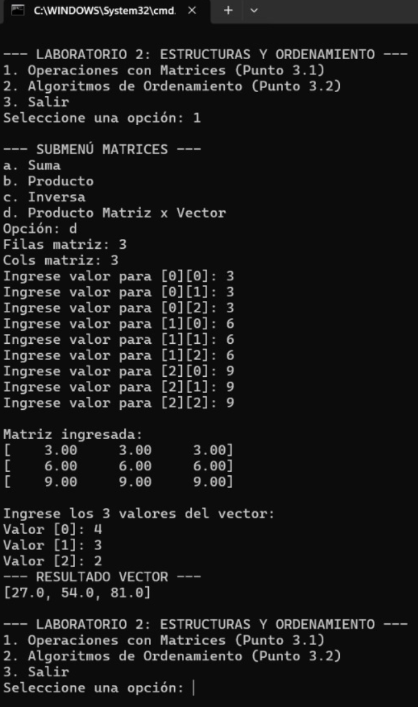 C:\WINDOWS\System32\cmd.
--- LABORATORIO 2: ESTRUCTURAS Y ORDENAMIENTO ---
1. Operaciones con Matrices (Punto 3.1)
2. Algoritmos de Ordenamiento (Punto 3.2)
3. Salir
Seleccione una opción: 1
--- SUBMENÚ MATRICES ---
a. Suma
b. Producto
c. Inversa
d. Producto Matriz x Vector
Opción: d
Filas matriz: 3
Cols matriz: 3
Ingrese valor para [0][0]: 3
Ingrese valor para [0][1]: 3
Ingrese valor para [0][2]: 3
Ingrese valor para [1][0]: 6
Ingrese valor para [1][1]: 6
Ingrese valor para [1][2]: 6
Ingrese valor para [2][0]: 9
Ingrese valor para [2][1]: 9
Ingrese valor para [2][2]: 9
Matriz ingresada:
[    3.00     3.00     3.00]
[    6.00     6.00     6.00]
[    9.00     9.00     9.00]
Ingrese los 3 valores del vector:
Valor [0]: 4
Valor [1]: 3
Valor [2]: 2
--- RESULTADO VECTOR ---
[27.0, 54.0, 81.0]
--- LABORATORIO 2: ESTRUCTURAS Y ORDENAMIENTO ---
1. Operaciones con Matrices (Punto 3.1)
2. Algoritmos de Ordenamiento (Punto 3.2)
3. Salir
Seleccione una opción: